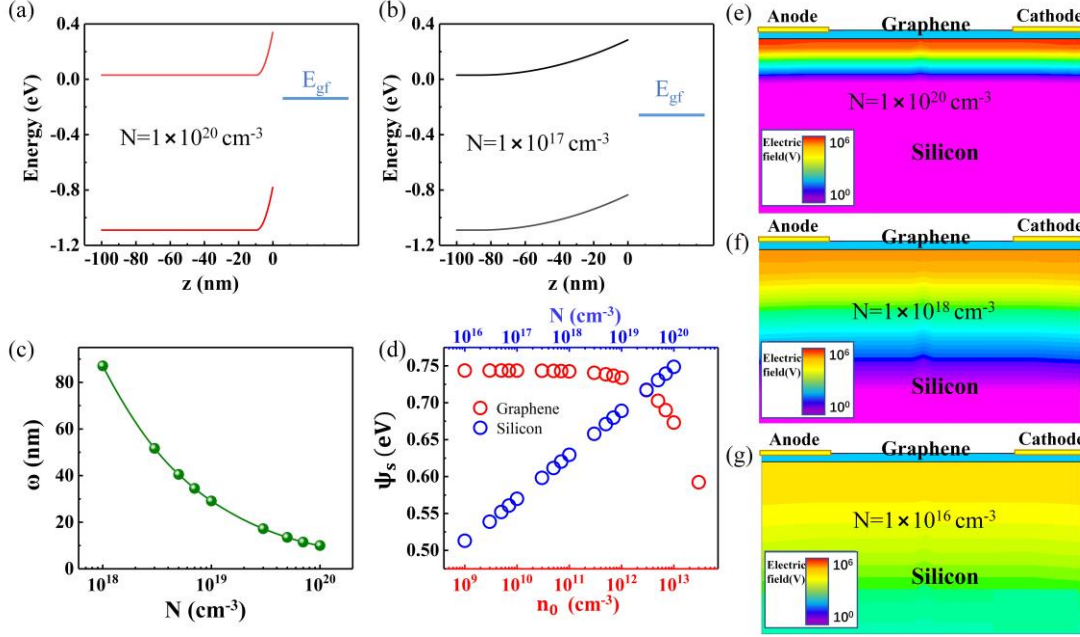 (a)
0.4
0.0
-0.4
-0.8
-1.2
Energy (eV)
E_gf
N=1×10^20 cm^-3
-100 -80 -60 -40 -20 0
z (nm)
(b)
0.4
0.0
-0.4
-0.8
-1.2
Energy (eV)
E_gf
N=1×10^17 cm^-3
-100 -80 -60 -40 -20 0
z (nm)
(c)
80
60
40
20
0
ω (nm)
10^18 10^19 10^20
N (cm^-3)
(d)
N (cm^-3)
10^16 10^17 10^18 10^19 10^20
0.75
0.70
0.65
0.60
0.55
0.50
Ψ_s (eV)
Graphene
Silicon
10^9 10^10 10^11 10^12 10^13
n_0 (cm^-3)
(e)
Anode Graphene Cathode
N=1×10^20 cm^-3
Electric
field(V)
10^6
10^0
Silicon
(f)
Anode Graphene Cathode
N=1×10^18 cm^-3
Electric
field(V)
10^6
10^0
Silicon
(g)
Anode Graphene Cathode
N=1×10^16 cm^-3
Electric
field(V)
10^6
10^0
Silicon